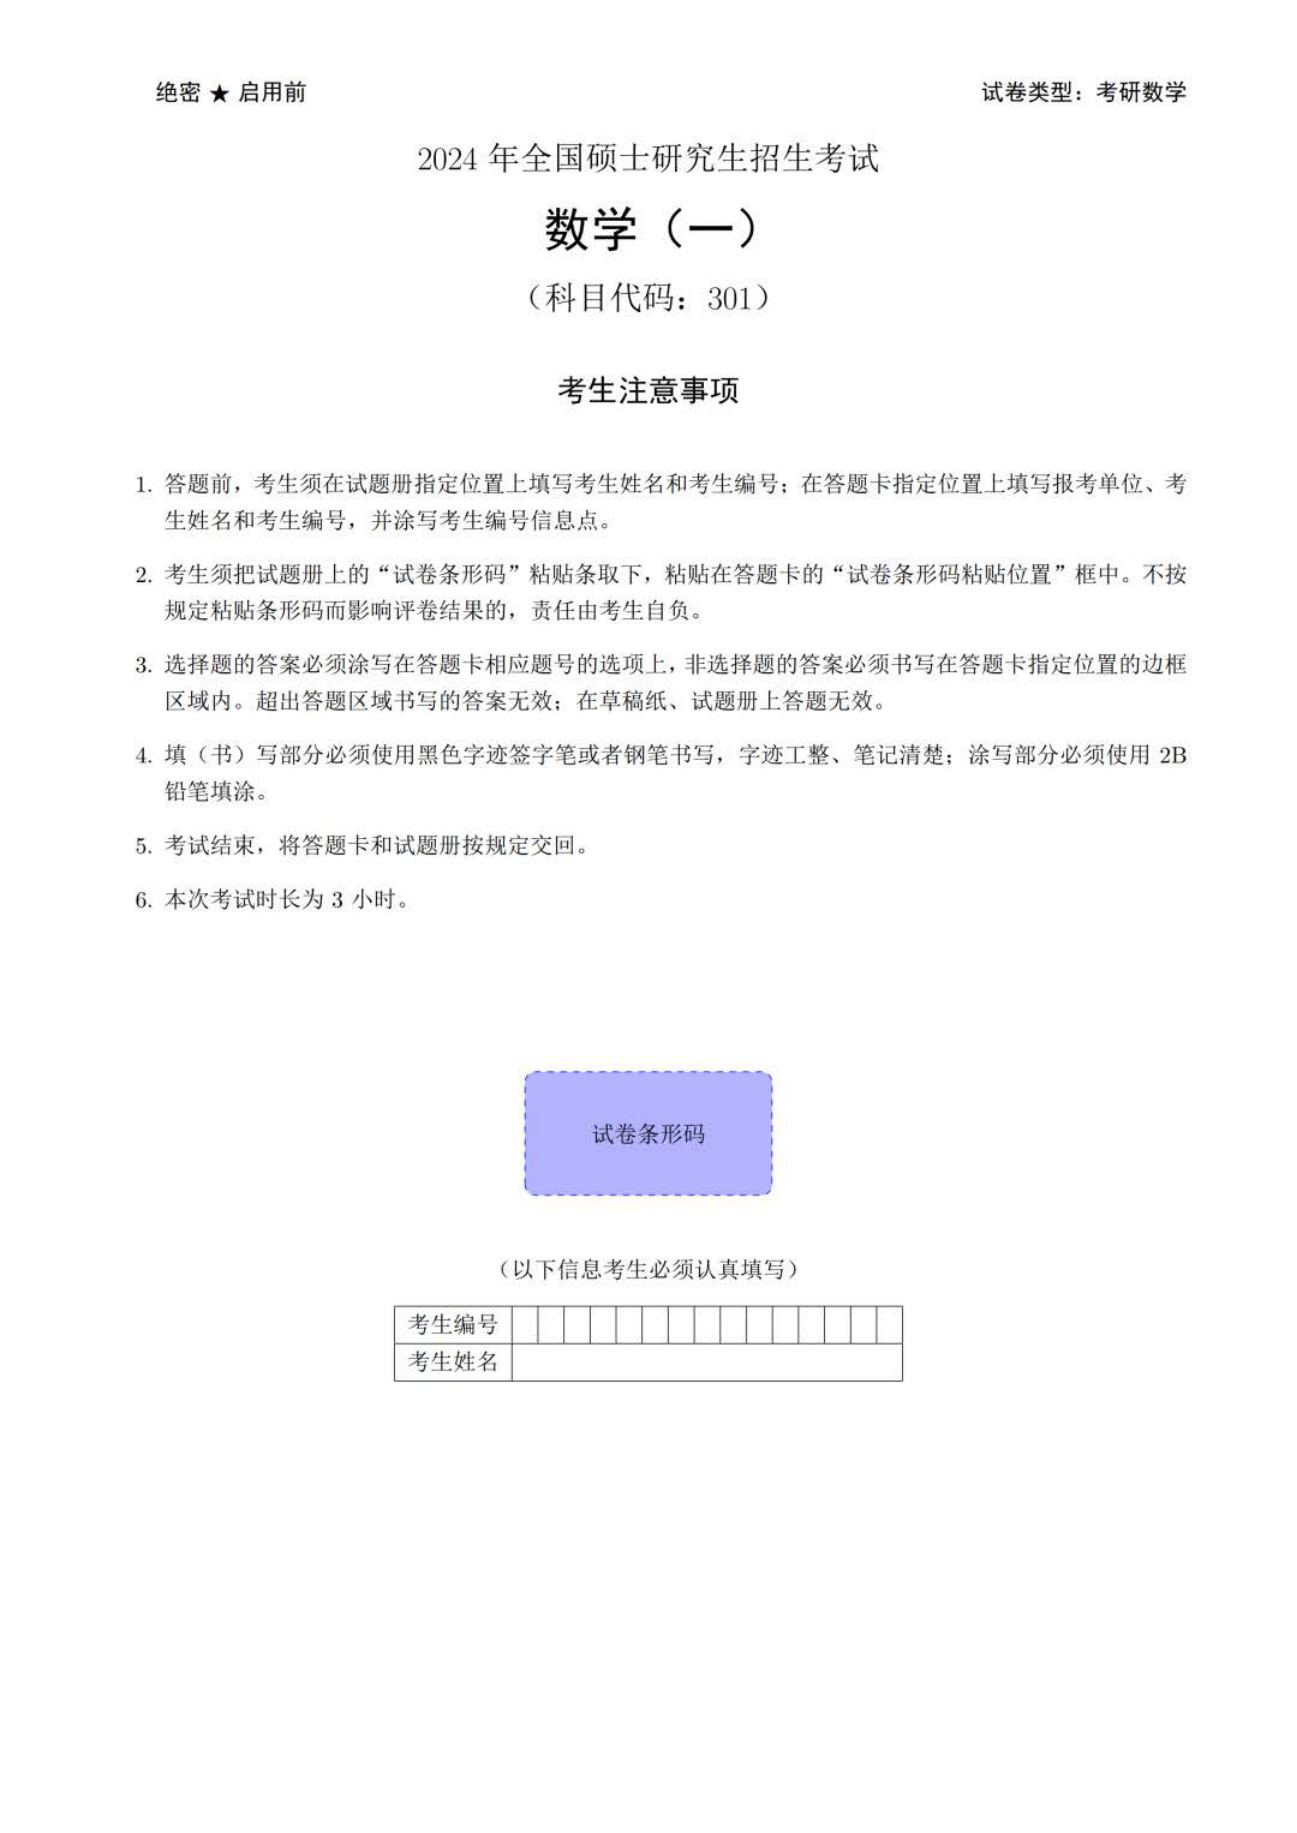 绝密 ★ 启用前
试卷类型：考研数学
2024 年全国硕士研究生招生考试
数学（一）
（科目代码：301）
考生注意事项
1. 答题前，考生须在试题册指定位置上填写考生姓名和考生编号；在答题卡指定位置上填写报考单位、考
生姓名和考生编号，并涂写考生编号信息点。
2. 考生须把试题册上的“试卷条形码”粘贴条取下，粘贴在答题卡的“试卷条形码粘贴位置”框中。不按
规定粘贴条形码而影响评卷结果的，责任由考生自负。
3. 选择题的答案必须涂写在答题卡相应题号的选项上，非选择题的答案必须书写在答题卡指定位置的边框
区域内。超出答题区域书写的答案无效；在草稿纸、试题册上答题无效。
4. 填（书）写部分必须使用黑色字迹签字笔或者钢笔书写，字迹工整、笔记清楚；涂写部分必须使用 2B
铅笔填涂。
5. 考试结束，将答题卡和试题册按规定交回。
6. 本次考试时长为 3 小时。
试卷条形码
（以下信息考生必须认真填写）
考生编号
考生姓名